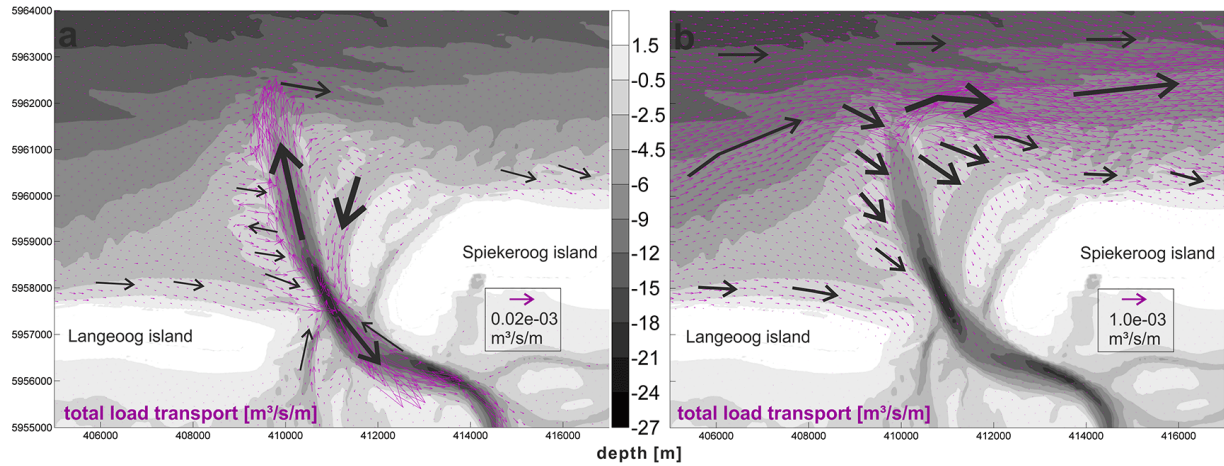 a
b
5964000
5963000
5962000
5961000
5960000
5959000
5958000
5957000
5956000
5955000
1.5
-0.5
-2.5
-4.5
-6
-9
-12
-15
-18
-21
-24
-27
Spiekeroog island
Langeoog island
0.02e-03
m³/s/m
total load transport [m³/s/m]
406000 408000 410000 412000 414000 416000
Spiekeroog island
Langeoog island
1.0e-03
m³/s/m
total load transport [m³/s/m]
406000 408000 410000 412000 414000 416000
depth [m]